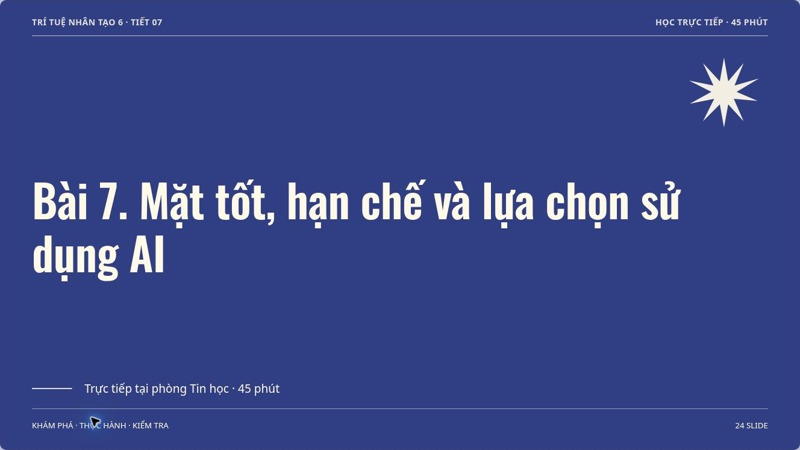 TRÍ TUỆ NHÂN TẠO 6 · TIẾT 07
HỌC TRỰC TIẾP · 45 PHÚT
Bài 7. Mặt tốt, hạn chế và lựa chọn sử
dụng AI
Trực tiếp tại phòng Tin học · 45 phút
KHÁM PHÁ · THỰC HÀNH · KIỂM TRA
24 SLIDE